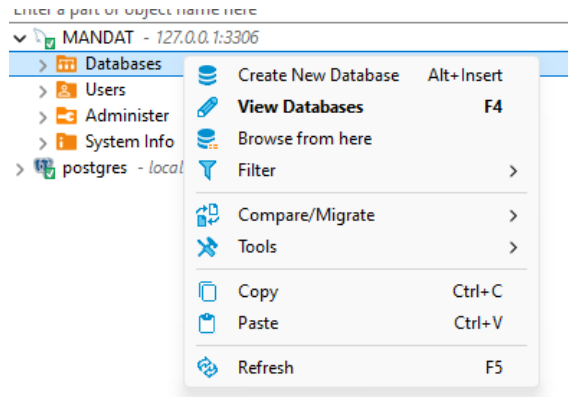 Enter a part of object name here
MANDAT - 127.0.0.1:3306
Databases
Users
Administer
System Info
postgres - local
Create New Database Alt+Insert
View Databases F4
Browse from here
Filter
Compare/Migrate
Tools
Copy Ctrl+C
Paste Ctrl+V
Refresh F5